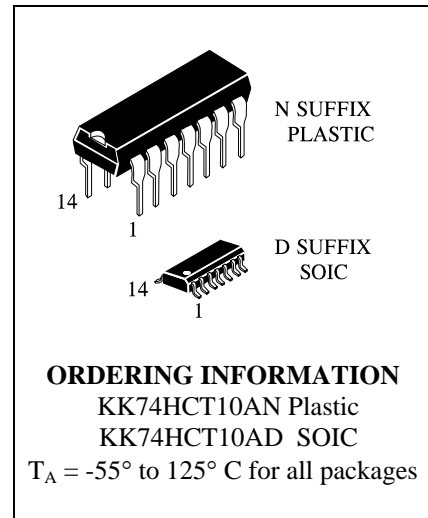 N SUFFIX
PLASTIC
14
1
D SUFFIX
SOIC
14
1
ORDERING INFORMATION
KK74HCT10AN Plastic
KK74HCT10AD SOIC
TA = -55° to 125° C for all packages